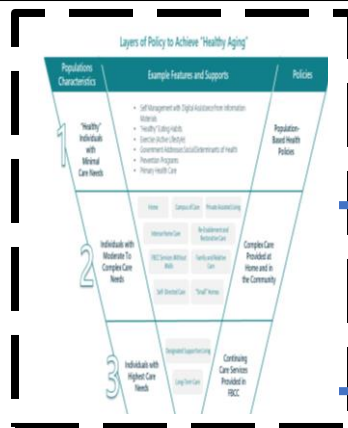 Layers of Policy to Achieve "Healthy Aging"
Populations
Characteristics
Example Features and Supports
Policies
1
"Healthy"
Individuals
with
Minimal
Care Needs
• Self Management with Digital Assistance from Information
Materials
• "Healthy" Eating Habits
• Exercise (Active Lifestyle)
• Government Addresses Social Determinants of Health
• Prevention Programs
• Primary Health Care
Population-
Based Health
Policies
2
Individuals with
Moderate To
Complex Care
Needs
Home
Campus of Care
Private Assisted Living
Intensive Home Care
Re-Enablement and
Restorative Care
FBCC Services Without
Walls
Family and Relative
Care
Self-Directed Care
"Small" Homes
Complex Care
Provided at
Home and in
the Community
3
Individuals with
Highest Care
Needs
Designated Supportive Living
Long Term Care
Continuing
Care Services
Provided in
FBCC